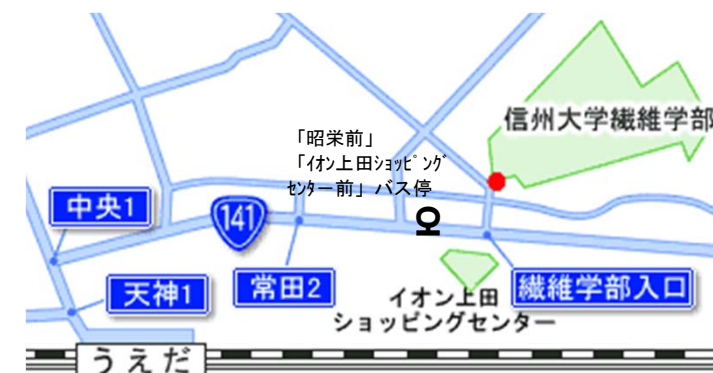 信州大学繊維学部
「昭栄前」
「ｲｵﾝ上田ｼｮｯﾋﾟﾝｸﾞ
ｾﾝﾀｰ前」バス停
中央1
141
天神1
常田2
繊維学部入口
イオン上田
ショッピングセンター
うえだ